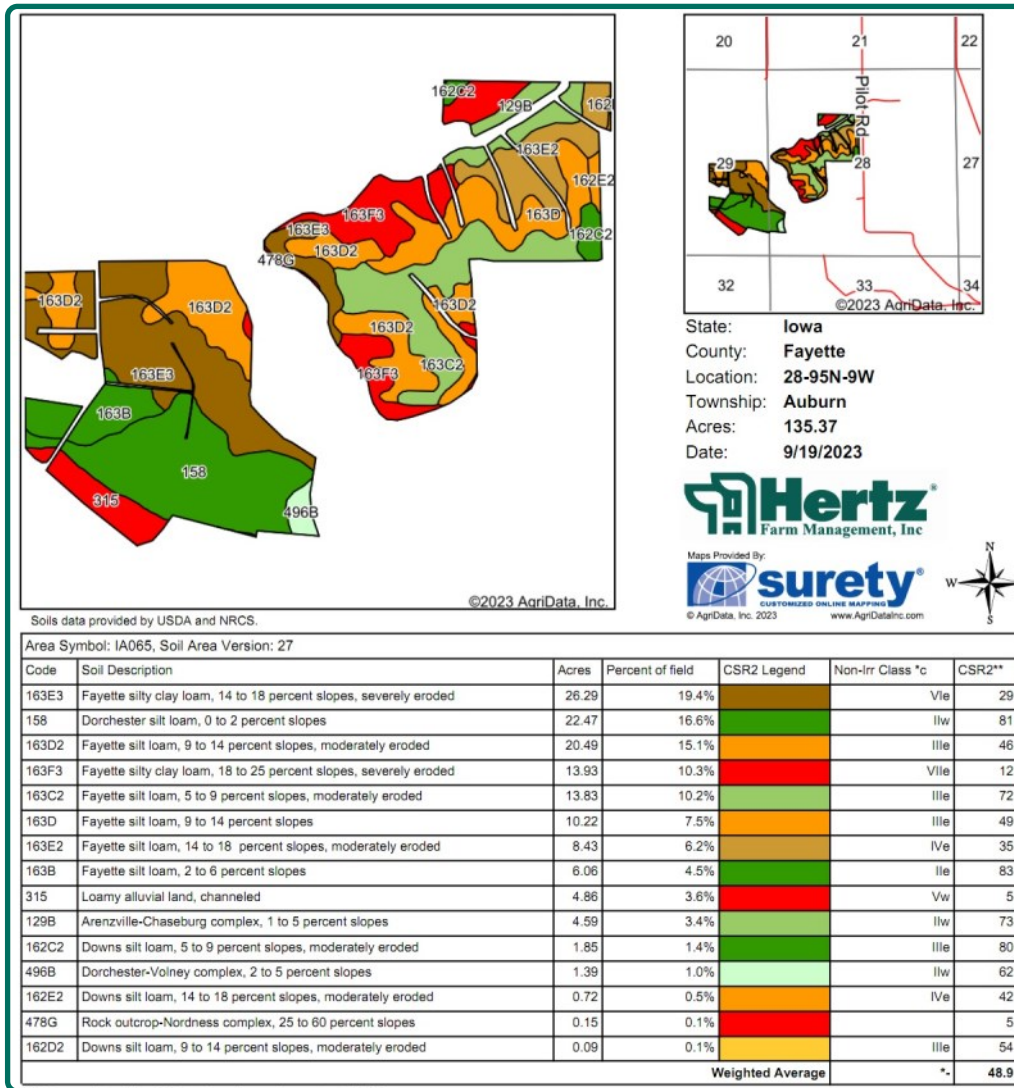 162C2
129B
162
163E2
162E2
163F3
163D
163E3
162C2
163D2
478G
163D2
163D2
163D2
163D2
163E3
163C2
163F3
163B
158
315
496B
©2023 AgriData, Inc.
Soils data provided by USDA and NRCS.
20
21
22
Pilot Rd
29
28
27
32
33
34
©2023 AgriData, Inc.
State: Iowa
County: Fayette
Location: 28-95N-9W
Township: Auburn
Acres: 135.37
Date: 9/19/2023
Hertz®
Farm Management, Inc
Maps Provided By:
surety®
CUSTOMIZED ONLINE MAPPING
© AgriData, Inc. 2023 www.AgriDataInc.com
N
W E
S
Area Symbol: IA065, Soil Area Version: 27
Code Soil Description Acres Percent of field CSR2 Legend Non-Irr Class *c CSR2**
163E3 Fayette silty clay loam, 14 to 18 percent slopes, severely eroded 26.29 19.4% VIe 29
158 Dorchester silt loam, 0 to 2 percent slopes 22.47 16.6% IIw 81
163D2 Fayette silt loam, 9 to 14 percent slopes, moderately eroded 20.49 15.1% IIIe 46
163F3 Fayette silty clay loam, 18 to 25 percent slopes, severely eroded 13.93 10.3% VIIe 12
163C2 Fayette silt loam, 5 to 9 percent slopes, moderately eroded 13.83 10.2% IIIe 72
163D Fayette silt loam, 9 to 14 percent slopes 10.22 7.5% IIIe 49
163E2 Fayette silt loam, 14 to 18 percent slopes, moderately eroded 8.43 6.2% IVe 35
163B Fayette silt loam, 2 to 6 percent slopes 6.06 4.5% IIe 83
315 Loamy alluvial land, channeled 4.86 3.6% Vw 5
129B Arenzville-Chaseburg complex, 1 to 5 percent slopes 4.59 3.4% IIw 73
162C2 Downs silt loam, 5 to 9 percent slopes, moderately eroded 1.85 1.4% IIIe 80
496B Dorchester-Volney complex, 2 to 5 percent slopes 1.39 1.0% IIw 62
162E2 Downs silt loam, 14 to 18 percent slopes, moderately eroded 0.72 0.5% IVe 42
478G Rock outcrop-Nordness complex, 25 to 60 percent slopes 0.15 0.1% 5
162D2 Downs silt loam, 9 to 14 percent slopes, moderately eroded 0.09 0.1% IIIe 54
Weighted Average *- 48.9